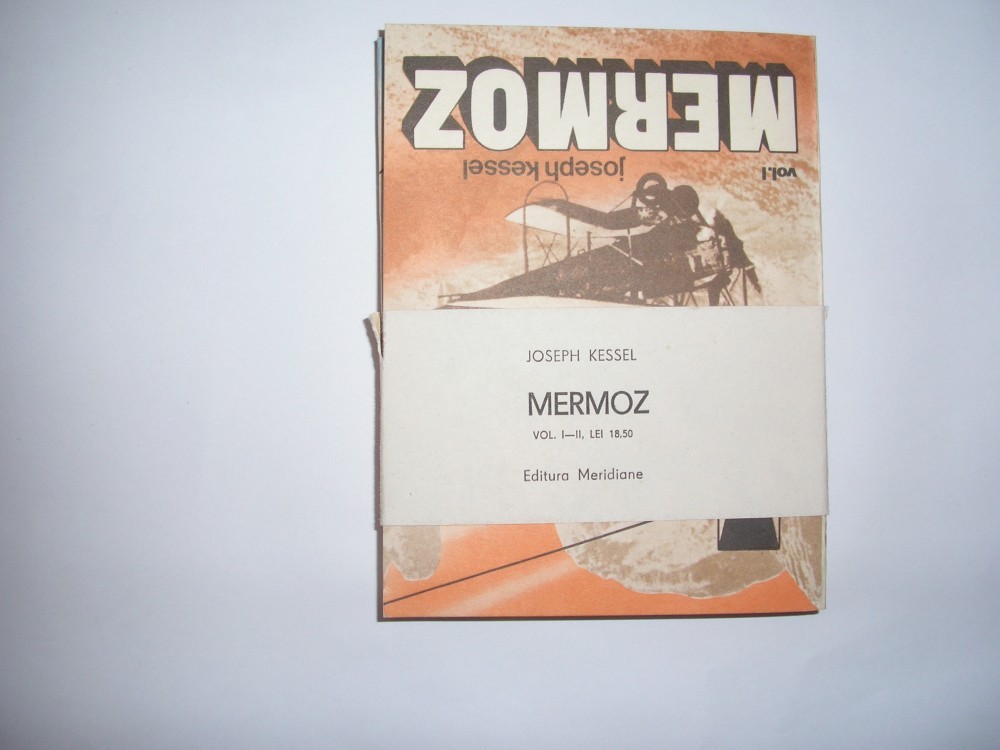 MERMOZ
joseph kessel
vol.I
JOSEPH KESSEL
MERMOZ
VOL. I—II, LEI 18,50
Editura Meridiane